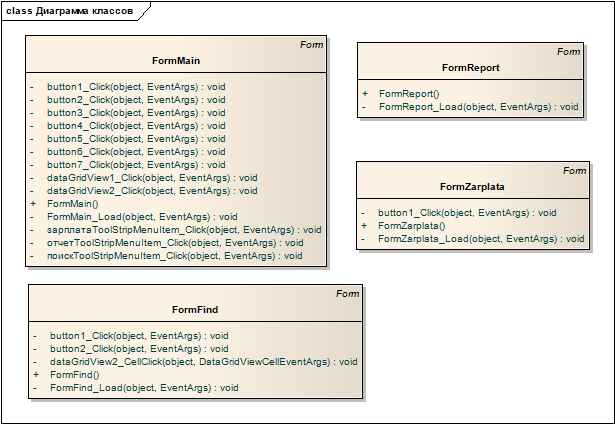 class Диаграмма классов
Form
FormMain
- button1_Click(object, EventArgs) : void
- button2_Click(object, EventArgs) : void
- button3_Click(object, EventArgs) : void
- button4_Click(object, EventArgs) : void
- button5_Click(object, EventArgs) : void
- button6_Click(object, EventArgs) : void
- button7_Click(object, EventArgs) : void
- dataGridView1_Click(object, EventArgs) : void
- dataGridView2_Click(object, EventArgs) : void
+ FormMain()
- FormMain_Load(object, EventArgs) : void
- зарплатаToolStripMenuItem_Click(object, EventArgs) : void
- отчетToolStripMenuItem_Click(object, EventArgs) : void
- поискToolStripMenuItem_Click(object, EventArgs) : void
Form
FormReport
+ FormReport()
- FormReport_Load(object, EventArgs) : void
Form
FormZarplata
- button1_Click(object, EventArgs) : void
+ FormZarplata()
- FormZarplata_Load(object, EventArgs) : void
Form
FormFind
- button1_Click(object, EventArgs) : void
- button2_Click(object, EventArgs) : void
- dataGridView2_CellClick(object, DataGridViewCellEventArgs) : void
+ FormFind()
- FormFind_Load(object, EventArgs) : void